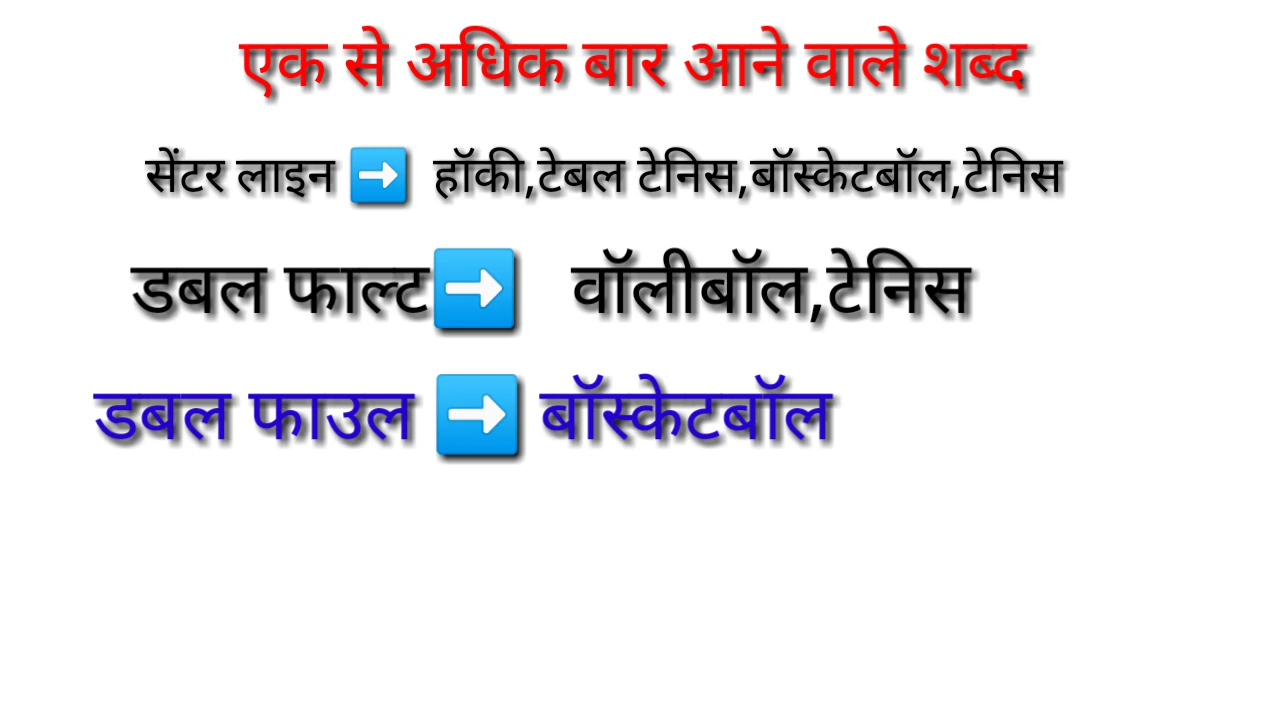 एक से अधिक बार आने वाले शब्द
सेंटर लाइन ➡️ हॉकी,टेबल टेनिस,बॉस्केटबॉल,टेनिस
डबल फाल्ट➡️ वॉलीबॉल,टेनिस
डबल फाउल ➡️ बॉस्केटबॉल